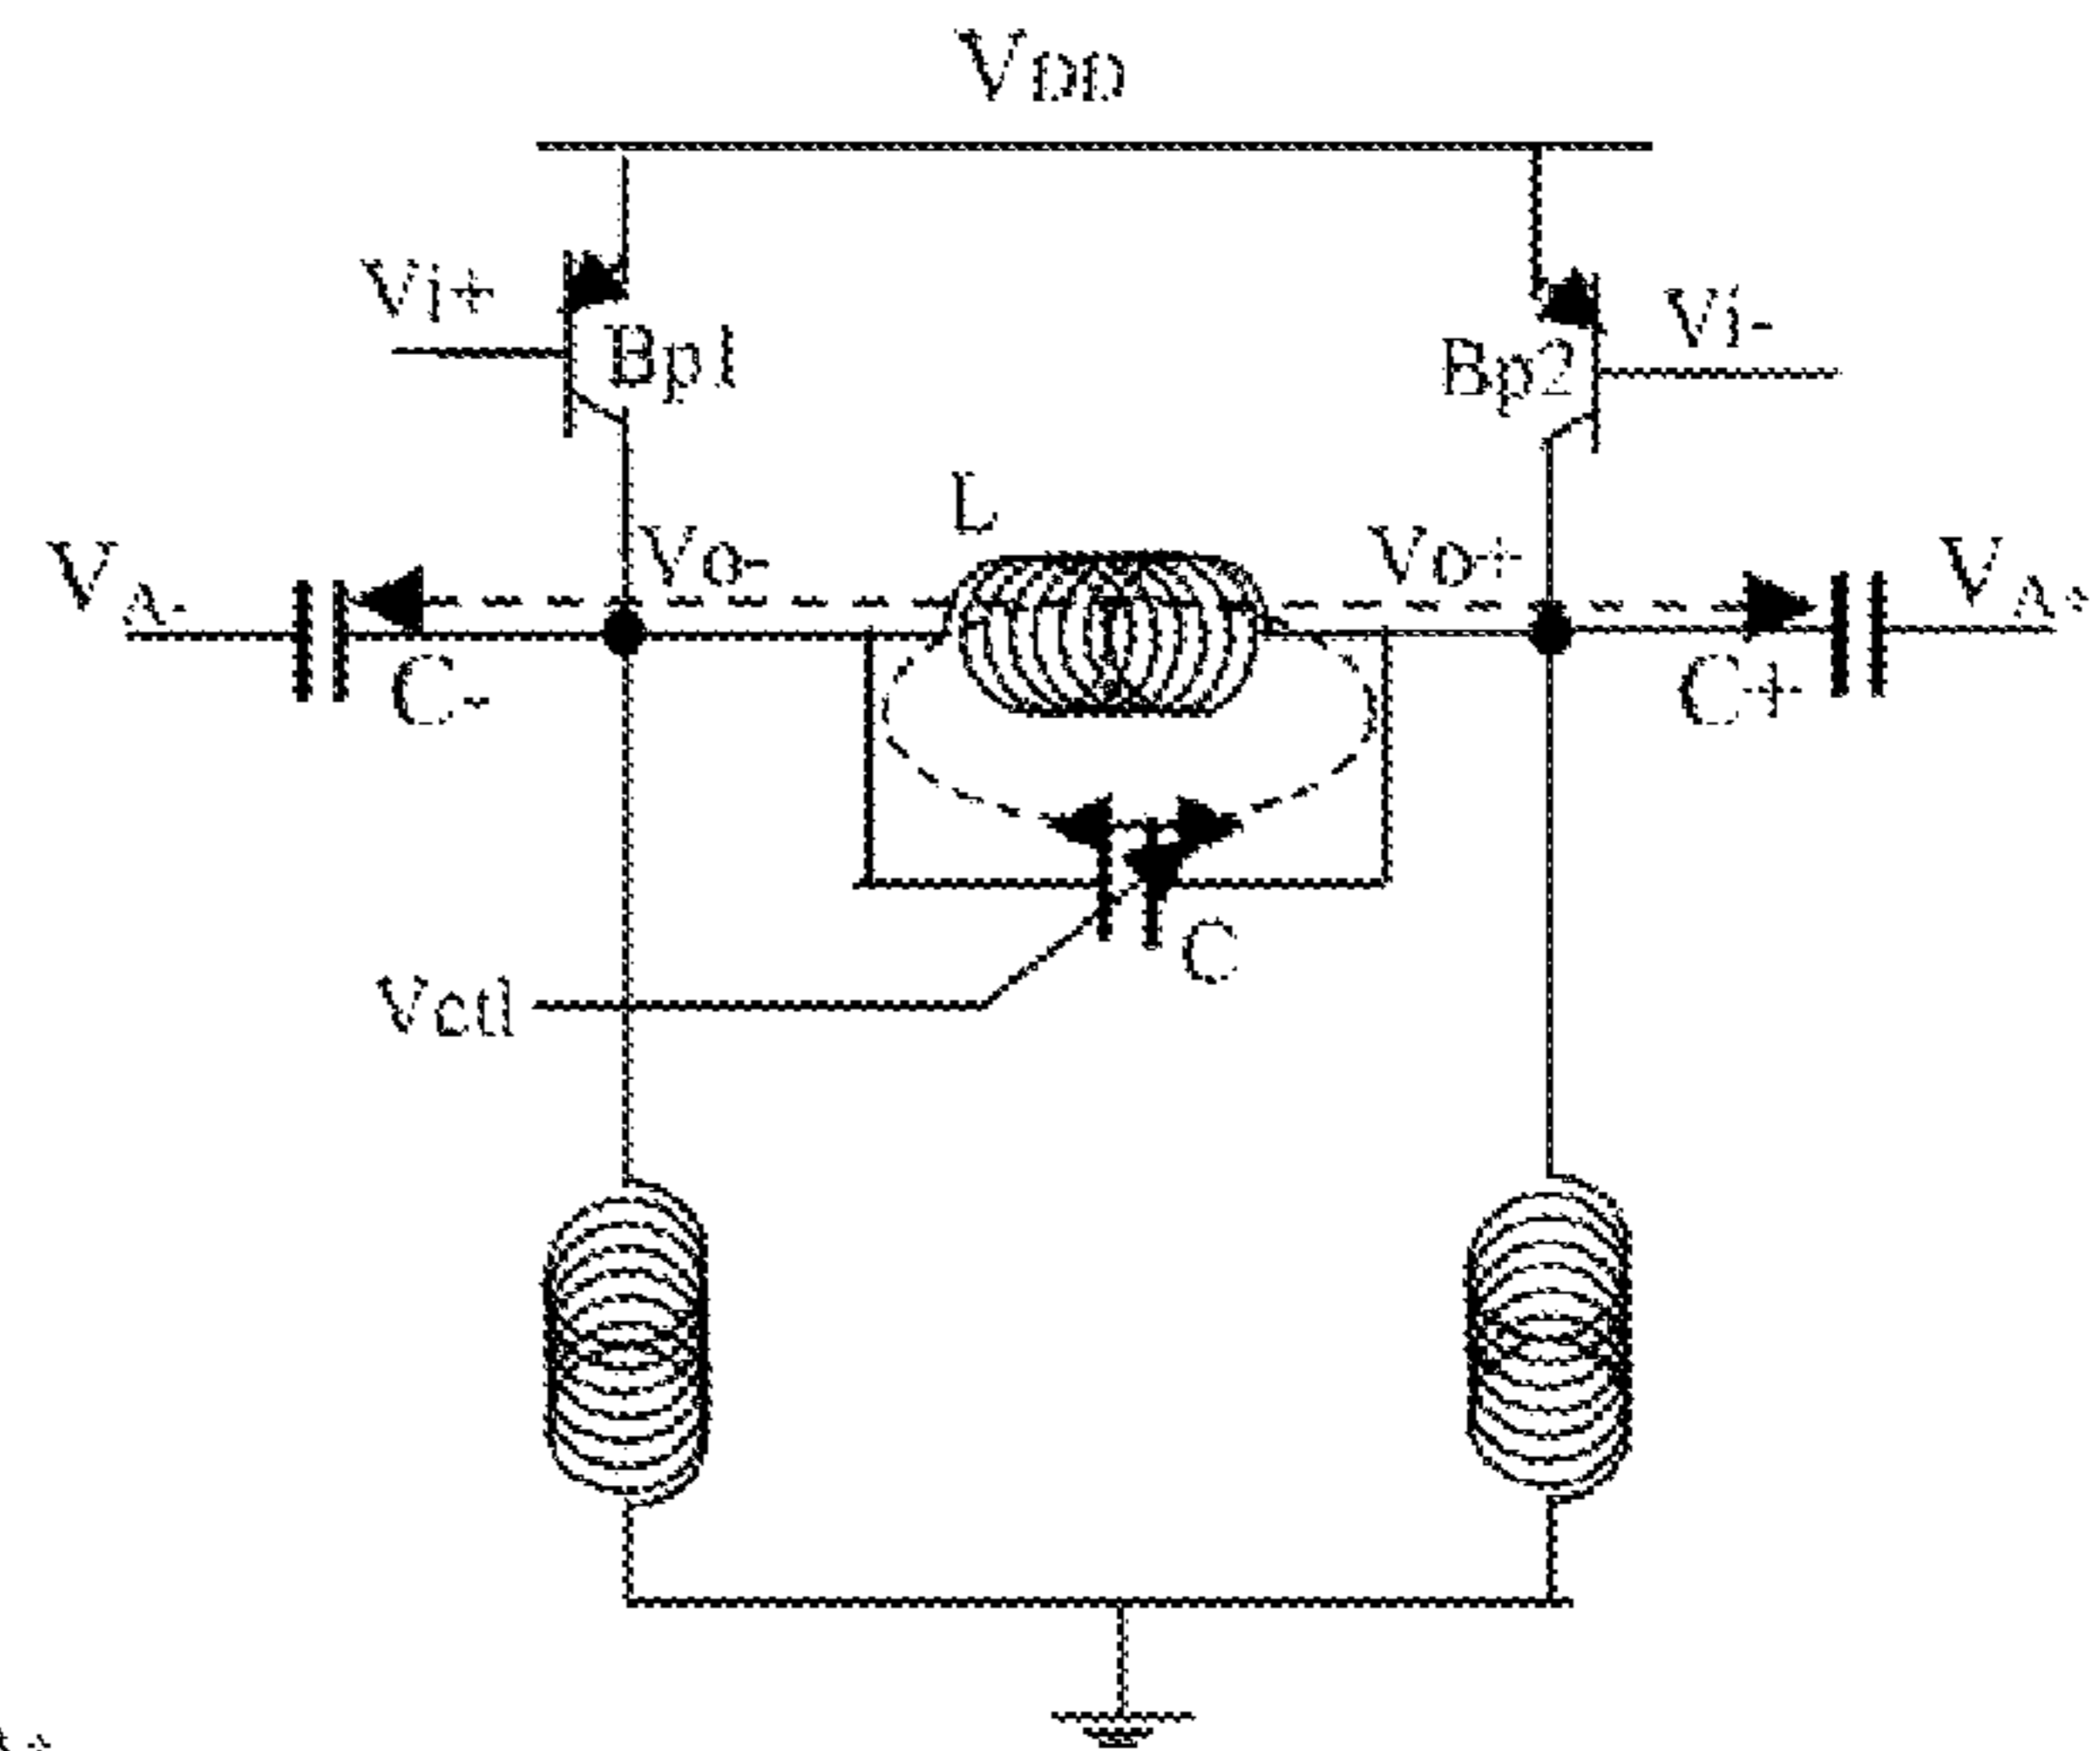 VDD
Vi+
Vi-
Bp1
Bp2
L
VA-
Vo-
Vo+
VA+
C-
C+
C
Vctl